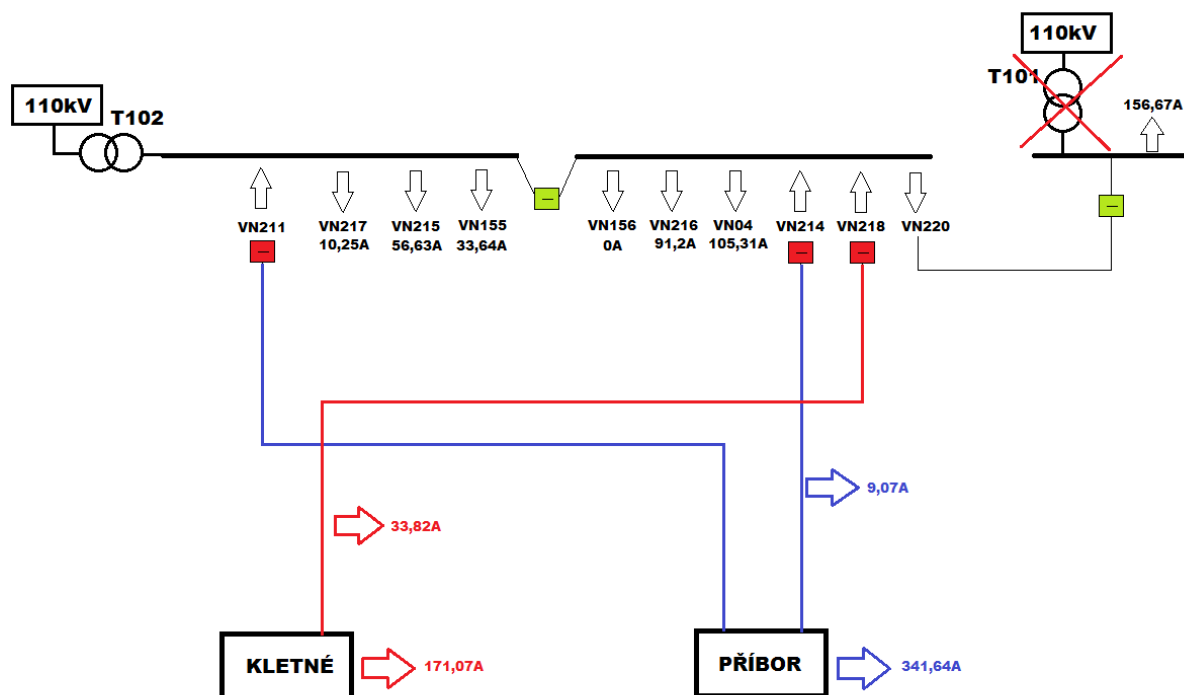 110kV
T101
110kV
T102
156,67A
VN211
VN217
10,25A
VN215
56,63A
VN155
33,64A
VN156
0A
VN216
91,2A
VN04
105,31A
VN214
VN218
VN220
9,07A
33,82A
KLETNÉ
171,07A
PŘÍBOR
341,64A